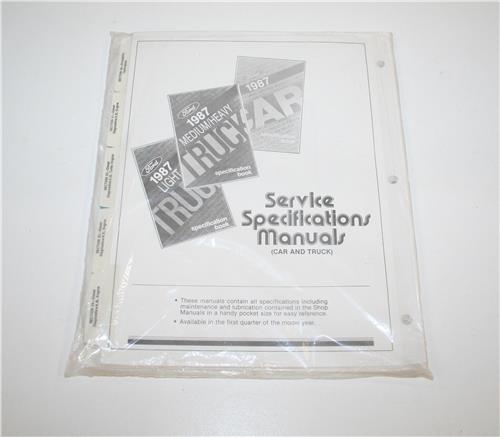 Ford
1987
MEDIUM/HEAVY
TRUCK
specification
book
1987
CAR
Ford
1987
LIGHT
TRUCK
specification
book
Service
Specifications
Manuals
(CAR AND TRUCK)
• These manuals contain all specifications including
maintenance and lubrication contained in the Shop
Manuals in a handy pocket size for easy reference.
• Available in the first quarter of the model year.